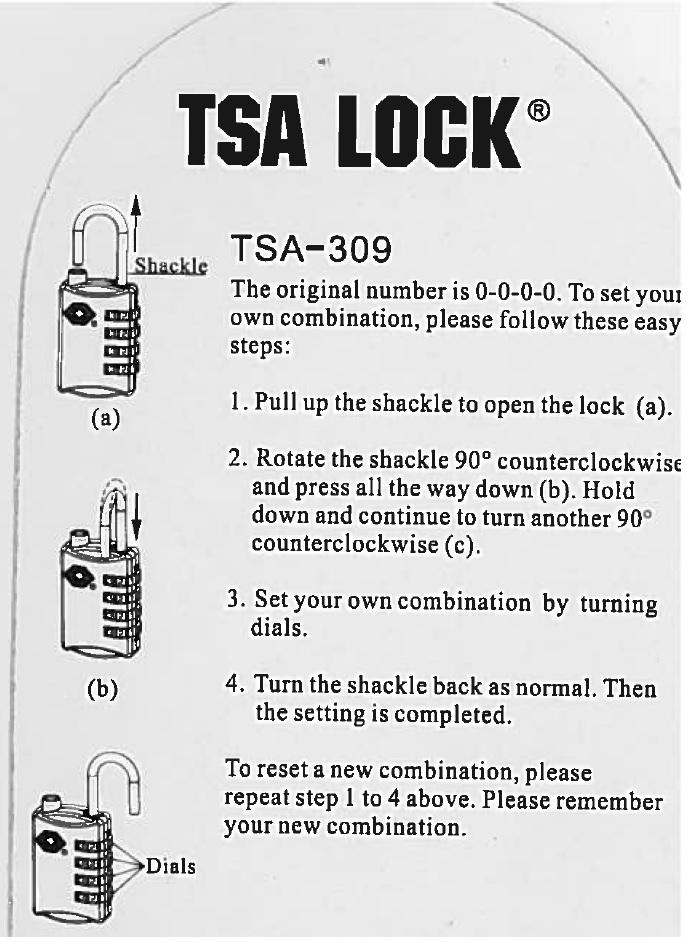 TSA LOCK®
Shackle
(a)
(b)
Dials
TSA-309
The original number is 0-0-0-0. To set your
own combination, please follow these easy
steps:
1. Pull up the shackle to open the lock (a).
2. Rotate the shackle 90° counterclockwise
and press all the way down (b). Hold
down and continue to turn another 90°
counterclockwise (c).
3. Set your own combination by turning
dials.
4. Turn the shackle back as normal. Then
the setting is completed.
To reset a new combination, please
repeat step 1 to 4 above. Please remember
your new combination.